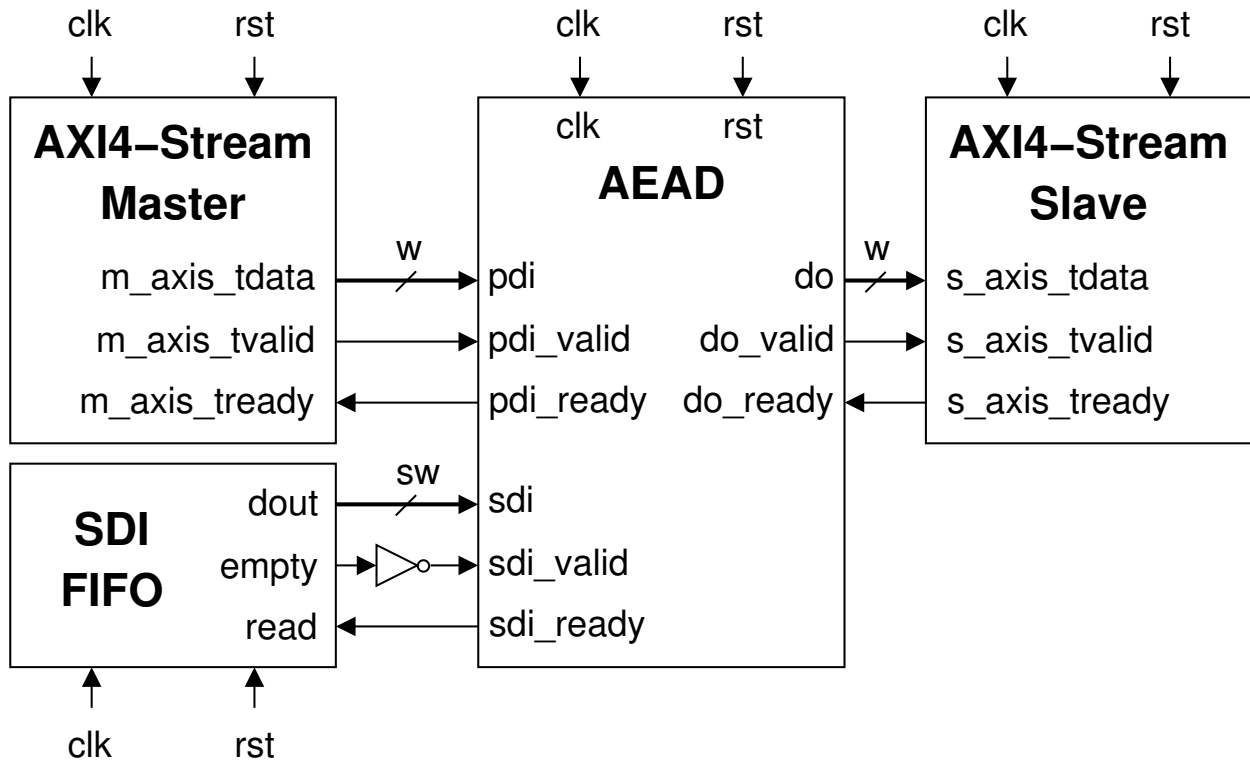 clk rst
clk rst
clk rst
AXI4–Stream
Master
m_axis_tdata
m_axis_tvalid
m_axis_tready
w
clk rst
AEAD
pdi
pdi_valid
pdi_ready
do
do_valid
do_ready
w
AXI4–Stream
Slave
s_axis_tdata
s_axis_tvalid
s_axis_tready
SDI
FIFO
dout
empty
read
sw
sdi
sdi_valid
sdi_ready
clk rst